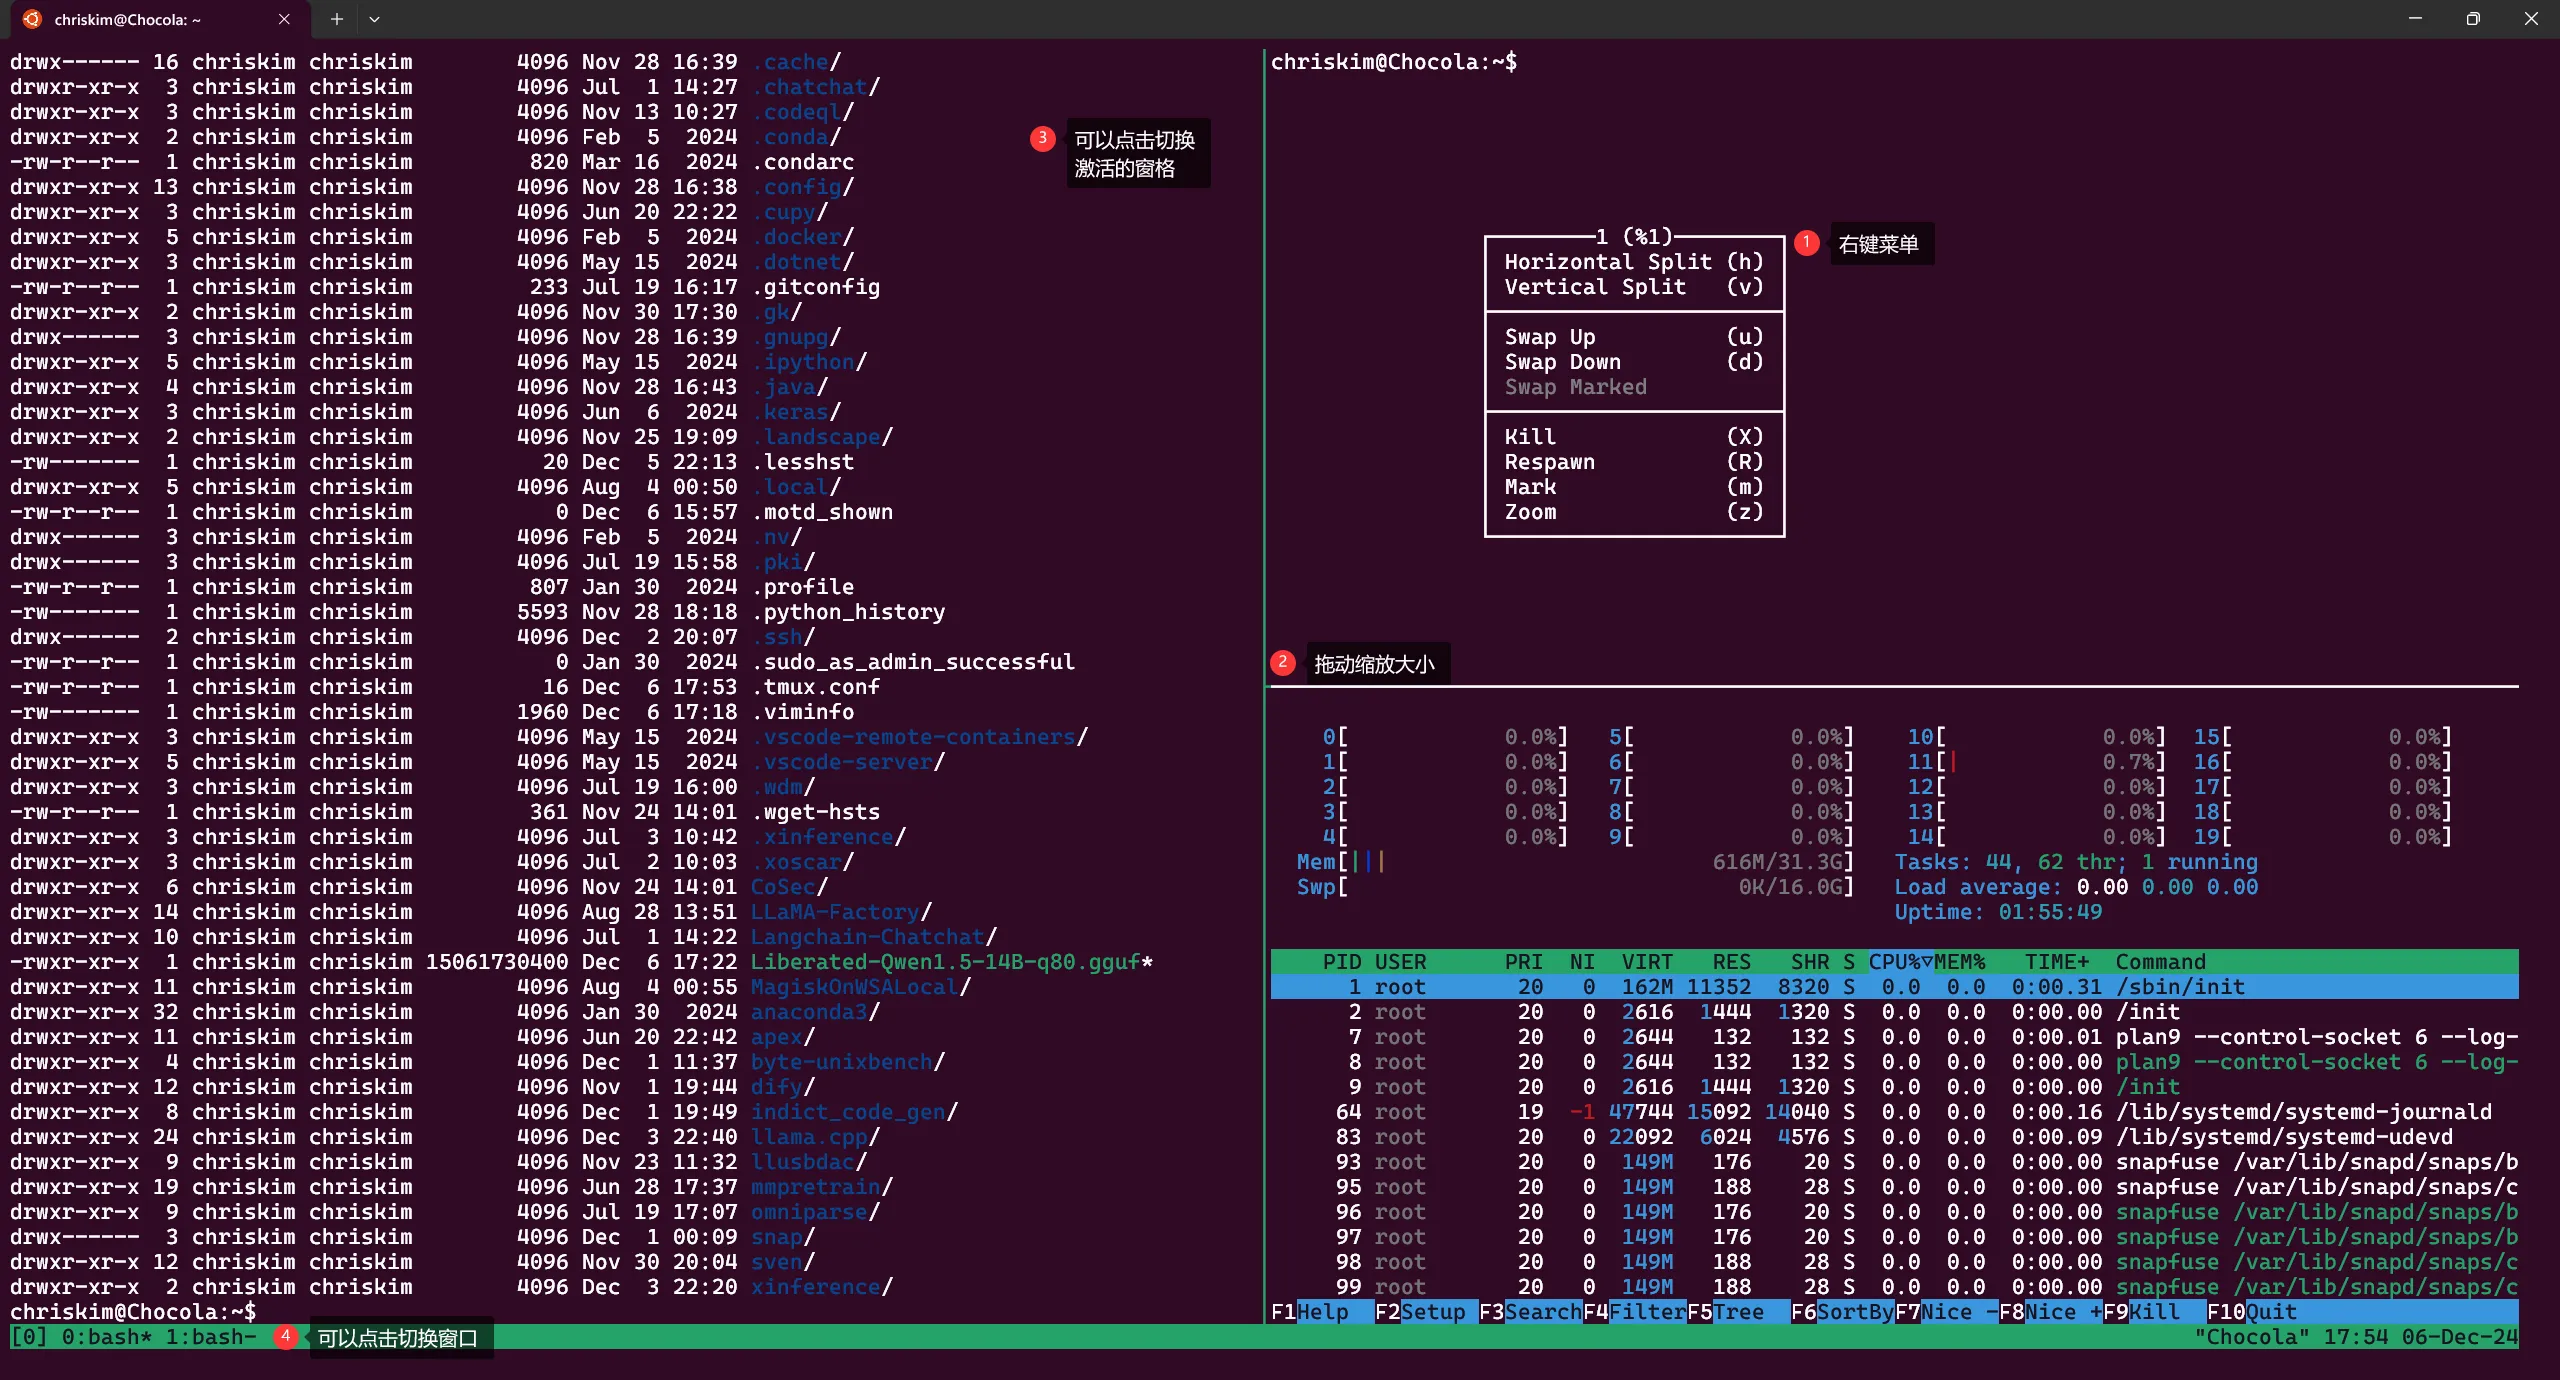 chriskim@Chocola: ~
drwx------ 16 chriskim chriskim        4096 Nov 28 16:39 .cache/
drwxr-xr-x  3 chriskim chriskim        4096 Jul  1 14:27 .chatchat/
drwxr-xr-x  3 chriskim chriskim        4096 Nov 13 10:27 .codeql/
drwxr-xr-x  2 chriskim chriskim        4096 Feb  5  2024 .conda/
-rw-r--r--  1 chriskim chriskim         820 Mar 16  2024 .condarc
drwxr-xr-x 13 chriskim chriskim        4096 Nov 28 16:38 .config/
drwxr-xr-x  3 chriskim chriskim        4096 Jun 20 22:22 .cupy/
drwxr-xr-x  5 chriskim chriskim        4096 Feb  5  2024 .docker/
drwxr-xr-x  3 chriskim chriskim        4096 May 15  2024 .dotnet/
-rw-r--r--  1 chriskim chriskim         233 Jul 19 16:17 .gitconfig
drwxr-xr-x  2 chriskim chriskim        4096 Nov 30 17:30 .gk/
drwx------  3 chriskim chriskim        4096 Nov 28 16:39 .gnupg/
drwxr-xr-x  5 chriskim chriskim        4096 May 15  2024 .ipython/
drwxr-xr-x  4 chriskim chriskim        4096 Nov 28 16:43 .java/
drwxr-xr-x  3 chriskim chriskim        4096 Jun  6  2024 .keras/
drwxr-xr-x  2 chriskim chriskim        4096 Nov 25 19:09 .landscape/
-rw-------  1 chriskim chriskim          20 Dec  5 22:13 .lesshst
drwxr-xr-x  5 chriskim chriskim        4096 Aug  4 00:50 .local/
-rw-r--r--  1 chriskim chriskim           0 Dec  6 15:57 .motd_shown
drwx------  3 chriskim chriskim        4096 Feb  5  2024 .nv/
drwx------  3 chriskim chriskim        4096 Jul 19 15:58 .pki/
-rw-r--r--  1 chriskim chriskim         807 Jan 30  2024 .profile
-rw-------  1 chriskim chriskim        5593 Nov 28 18:18 .python_history
drwx------  2 chriskim chriskim        4096 Dec  2 20:07 .ssh/
-rw-r--r--  1 chriskim chriskim           0 Jan 30  2024 .sudo_as_admin_successful
-rw-r--r--  1 chriskim chriskim          16 Dec  6 17:53 .tmux.conf
-rw-------  1 chriskim chriskim        1960 Dec  6 17:18 .viminfo
drwxr-xr-x  3 chriskim chriskim        4096 May 15  2024 .vscode-remote-containers/
drwxr-xr-x  5 chriskim chriskim        4096 May 15  2024 .vscode-server/
drwxr-xr-x  3 chriskim chriskim        4096 Jul 19 16:00 .wdm/
-rw-r--r--  1 chriskim chriskim         361 Nov 24 14:01 .wget-hsts
drwxr-xr-x  3 chriskim chriskim        4096 Jul  3 10:42 .xinference/
drwxr-xr-x  3 chriskim chriskim        4096 Jul  2 10:03 .xoscar/
drwxr-xr-x  6 chriskim chriskim        4096 Nov 24 14:01 CoSec/
drwxr-xr-x 14 chriskim chriskim        4096 Aug 28 13:51 LLaMA-Factory/
drwxr-xr-x 10 chriskim chriskim        4096 Jul  1 14:22 Langchain-Chatchat/
-rwxr-xr-x  1 chriskim chriskim 15061730400 Dec  6 17:22 Liberated-Qwen1.5-14B-q80.gguf*
drwxr-xr-x 11 chriskim chriskim        4096 Aug  4 00:55 MagiskOnWSALocal/
drwxr-xr-x 32 chriskim chriskim        4096 Jan 30  2024 anaconda3/
drwxr-xr-x 11 chriskim chriskim        4096 Jun 20 22:42 apex/
drwxr-xr-x  4 chriskim chriskim        4096 Dec  1 11:37 byte-unixbench/
drwxr-xr-x 12 chriskim chriskim        4096 Nov  1 19:44 dify/
drwxr-xr-x  8 chriskim chriskim        4096 Dec  1 19:49 indict_code_gen/
drwxr-xr-x 24 chriskim chriskim        4096 Dec  3 22:40 llama.cpp/
drwxr-xr-x  9 chriskim chriskim        4096 Nov 23 11:32 llusbdac/
drwxr-xr-x 19 chriskim chriskim        4096 Jun 28 17:37 mmpretrain/
drwxr-xr-x  9 chriskim chriskim        4096 Jul 19 17:07 omniparse/
drwx------  3 chriskim chriskim        4096 Dec  1 00:09 snap/
drwxr-xr-x 12 chriskim chriskim        4096 Nov 30 20:04 sven/
drwxr-xr-x  2 chriskim chriskim        4096 Dec  3 22:20 xinference/
chriskim@Chocola:~$
3 可以点击切换
激活的窗格
chriskim@Chocola:~$
1 (%1)
Horizontal Split (h)
Vertical Split   (v)
Swap Up          (u)
Swap Down        (d)
Swap Marked
Kill             (X)
Respawn          (R)
Mark             (m)
Zoom             (z)
1 右键菜单
2 拖动缩放大小
0[ 0.0%] 5[ 0.0%] 10[ 0.0%] 15[ 0.0%]
1[ 0.0%] 6[ 0.0%] 11[| 0.7%] 16[ 0.0%]
2[ 0.0%] 7[ 0.0%] 12[ 0.0%] 17[ 0.0%]
3[ 0.0%] 8[ 0.0%] 13[ 0.0%] 18[ 0.0%]
4[ 0.0%] 9[ 0.0%] 14[ 0.0%] 19[ 0.0%]
Mem[||| 616M/31.3G] Tasks: 44, 62 thr; 1 running
Swp[ 0K/16.0G] Load average: 0.00 0.00 0.00
Uptime: 01:55:49
PID USER PRI NI VIRT RES SHR S CPU%▽MEM% TIME+ Command
1 root 20 0 162M 11352 8320 S 0.0 0.0 0:00.31 /sbin/init
2 root 20 0 2616 1444 1320 S 0.0 0.0 0:00.00 /init
7 root 20 0 2644 132 132 S 0.0 0.0 0:00.01 plan9 --control-socket 6 --log-
8 root 20 0 2644 132 132 S 0.0 0.0 0:00.00 plan9 --control-socket 6 --log-
9 root 20 0 2616 1444 1320 S 0.0 0.0 0:00.00 /init
64 root 19 -1 47744 15092 14040 S 0.0 0.0 0:00.16 /lib/systemd/systemd-journald
83 root 20 0 22092 6024 4576 S 0.0 0.0 0:00.09 /lib/systemd/systemd-udevd
93 root 20 0 149M 176 20 S 0.0 0.0 0:00.00 snapfuse /var/lib/snapd/snaps/b
95 root 20 0 149M 188 28 S 0.0 0.0 0:00.00 snapfuse /var/lib/snapd/snaps/c
96 root 20 0 149M 176 20 S 0.0 0.0 0:00.00 snapfuse /var/lib/snapd/snaps/b
97 root 20 0 149M 176 20 S 0.0 0.0 0:00.00 snapfuse /var/lib/snapd/snaps/b
98 root 20 0 149M 188 28 S 0.0 0.0 0:00.00 snapfuse /var/lib/snapd/snaps/c
99 root 20 0 149M 188 28 S 0.0 0.0 0:00.00 snapfuse /var/lib/snapd/snaps/c
F1Help F2Setup F3SearchF4FilterF5Tree F6SortByF7Nice -F8Nice +F9Kill F10Quit
[0] 0:bash* 1:bash- 4 可以点击切换窗口 "Chocola" 17:54 06-Dec-24